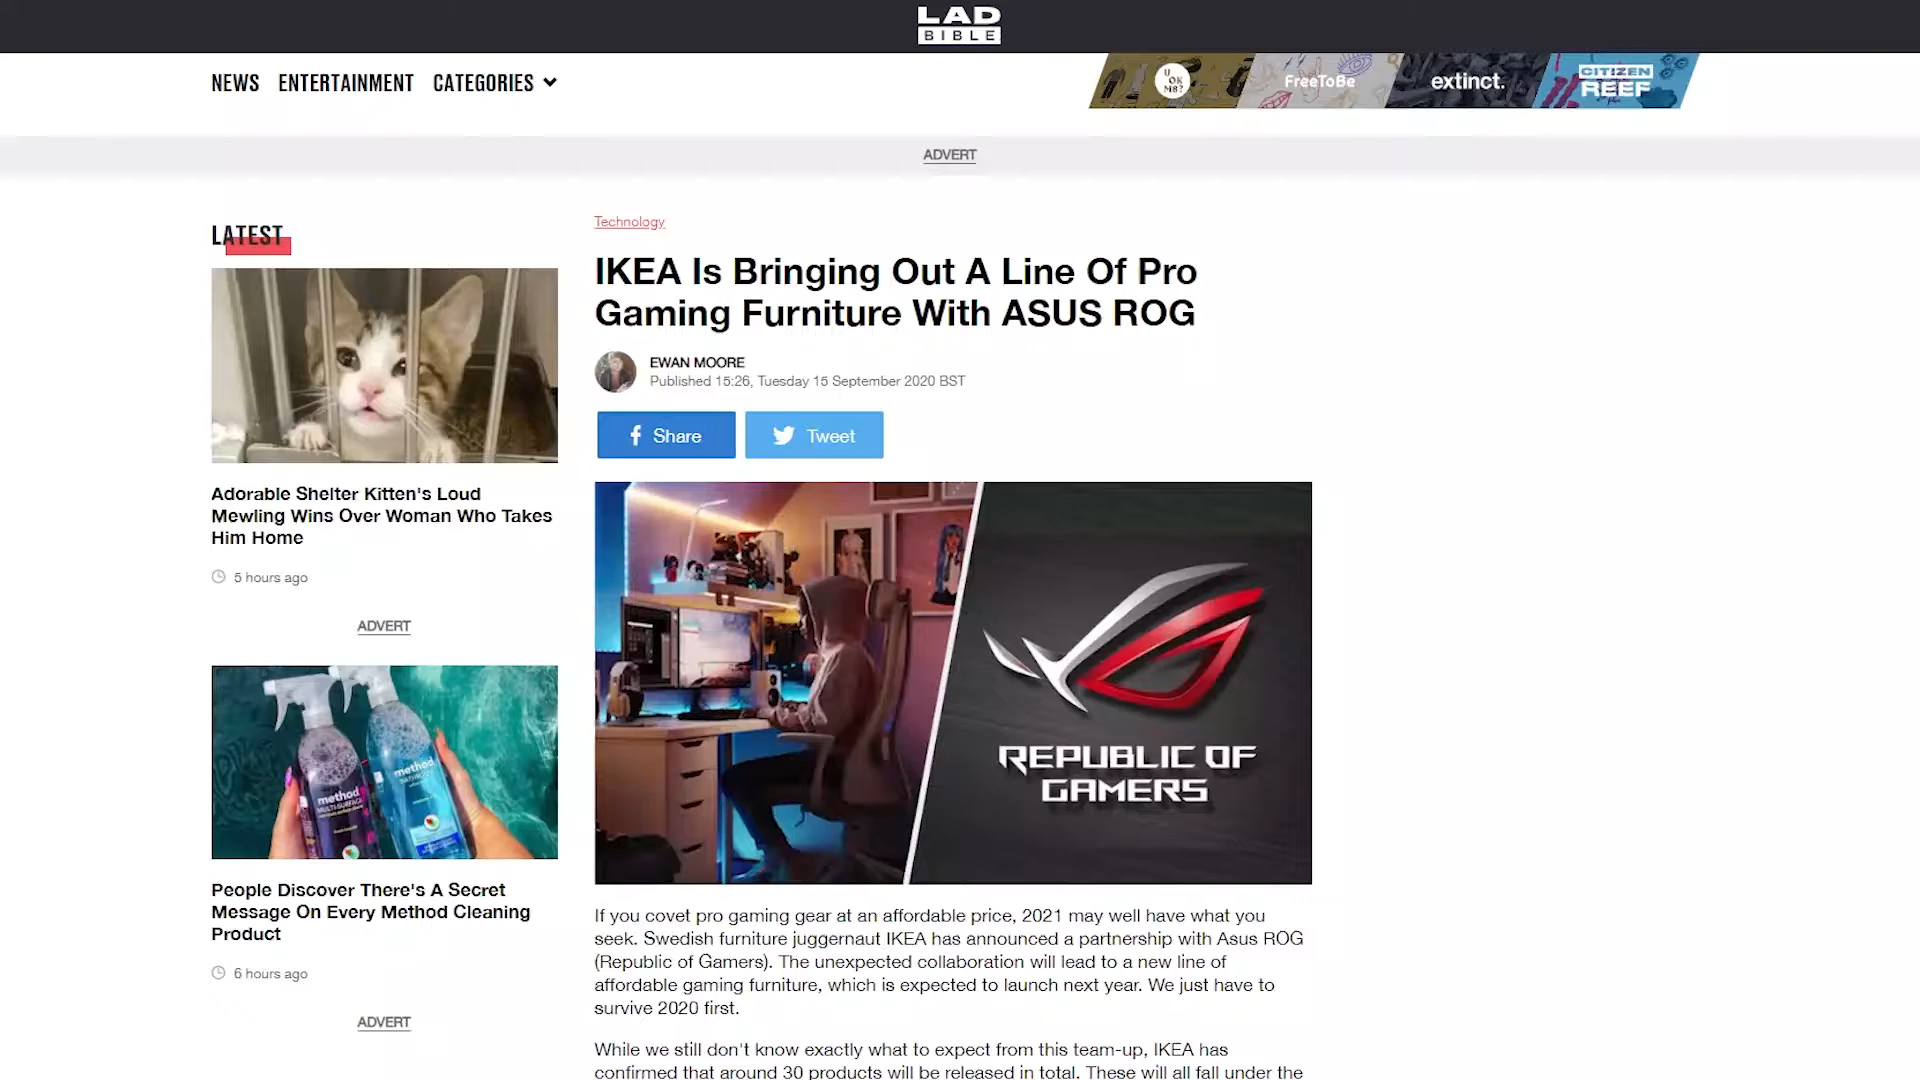 LAD
BIBLE
NEWS ENTERTAINMENT CATEGORIES
U OK M8?
FreeToBe
extinct.
CITIZEN
REEF
ADVERT
LATEST
Adorable Shelter Kitten's Loud
Mewling Wins Over Woman Who Takes
Him Home
5 hours ago
ADVERT
method
MULTI-SURFACE
method
BATHROOM
People Discover There's A Secret
Message On Every Method Cleaning
Product
6 hours ago
ADVERT
Technology
IKEA Is Bringing Out A Line Of Pro
Gaming Furniture With ASUS ROG
EWAN MOORE
Published 15:26, Tuesday 15 September 2020 BST
Share Tweet
REPUBLIC OF
GAMERS
If you covet pro gaming gear at an affordable price, 2021 may well have what you
seek. Swedish furniture juggernaut IKEA has announced a partnership with Asus ROG
(Republic of Gamers). The unexpected collaboration will lead to a new line of
affordable gaming furniture, which is expected to launch next year. We just have to
survive 2020 first.
While we still don't know exactly what to expect from this team-up, IKEA has
confirmed that around 30 products will be released in total. These will all fall under the